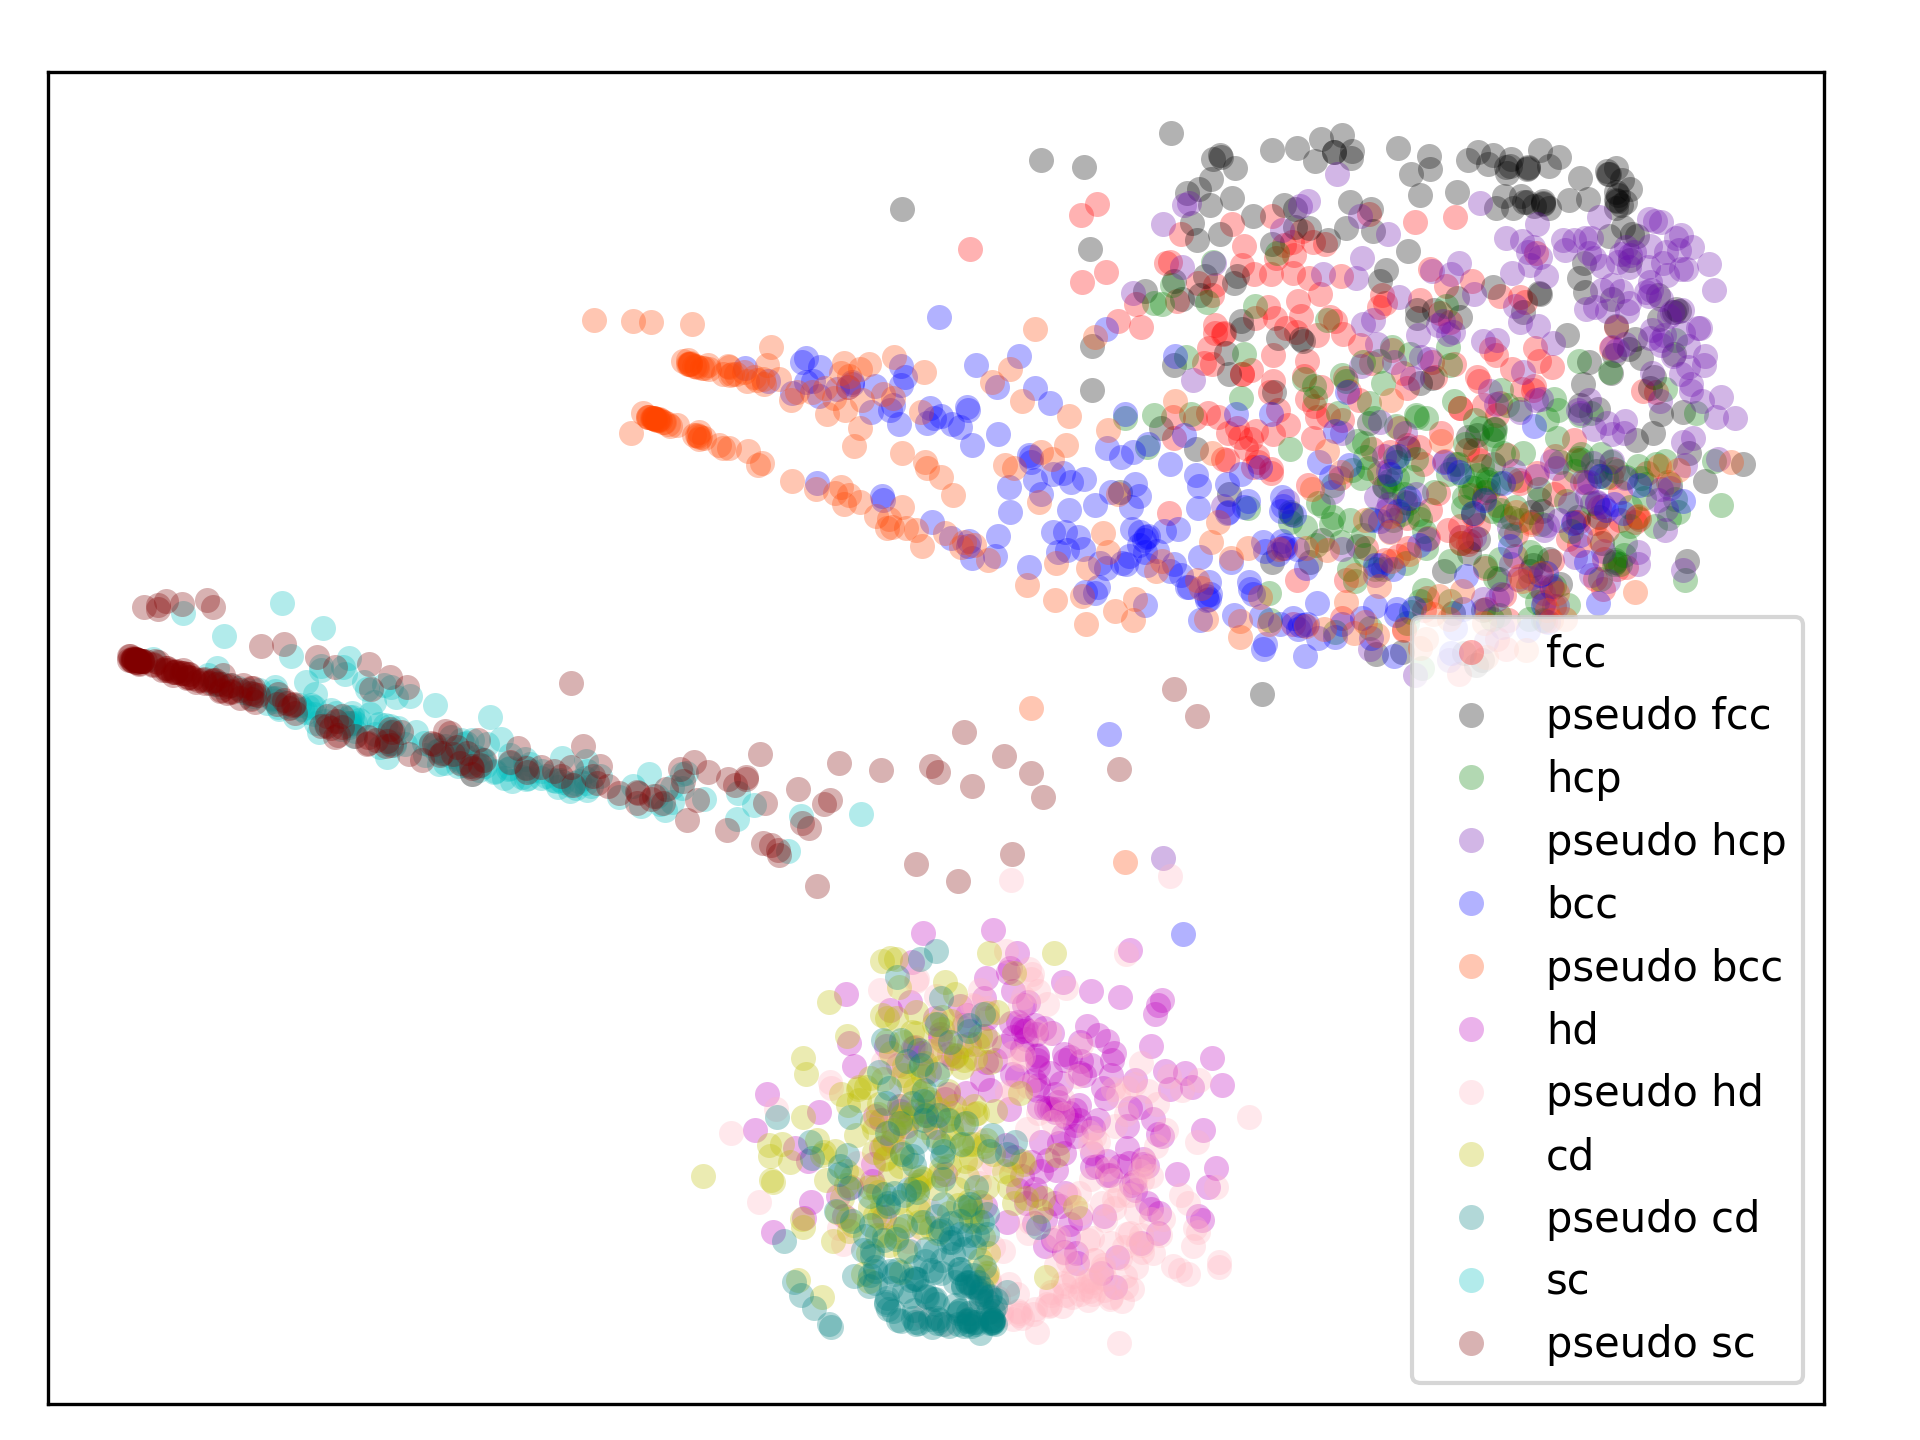 fcc
pseudo fcc
hcp
pseudo hcp
bcc
pseudo bcc
hd
pseudo hd
cd
pseudo cd
sc
pseudo sc